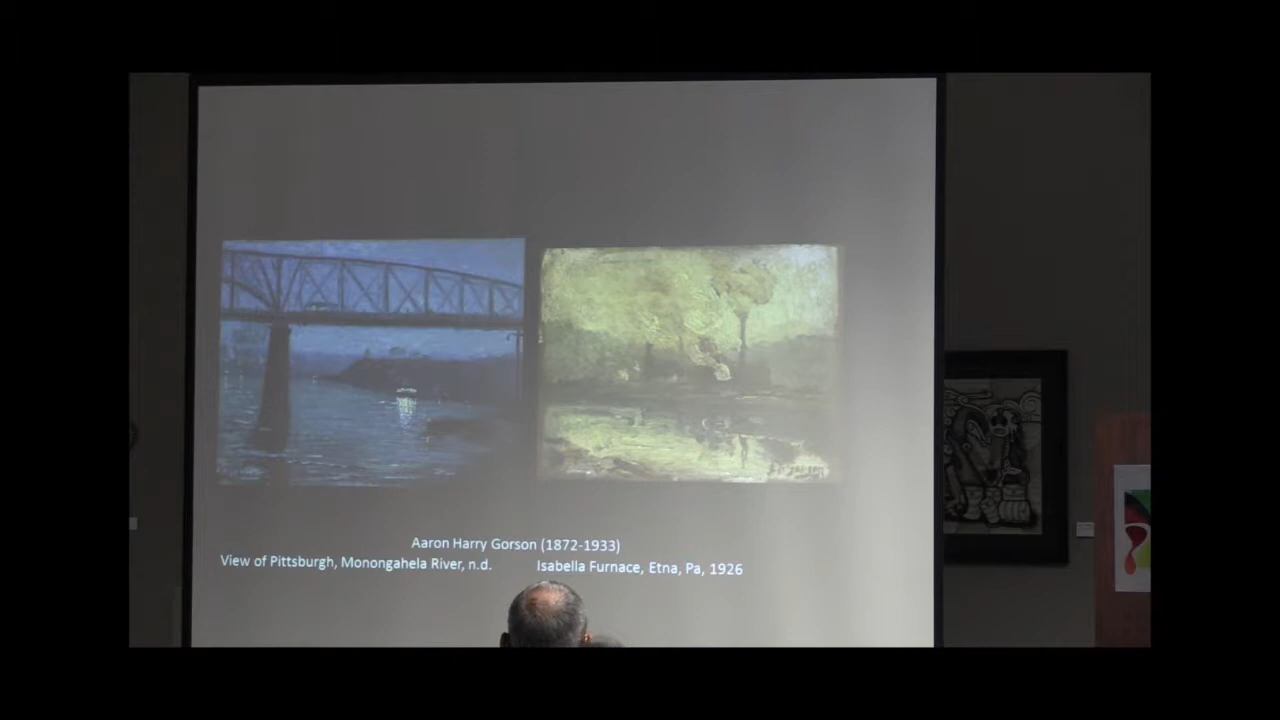 Aaron Harry Gorson (1872-1933)
View of Pittsburgh, Monongahela River, n.d.
Isabella Furnace, Etna, Pa, 1926